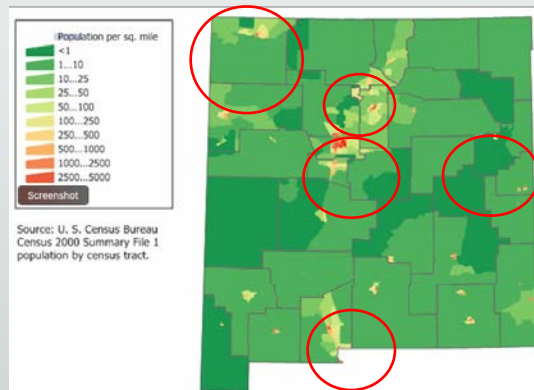 Population per sq. mile
<1
1...10
10...25
25...50
50...100
100...250
250...500
500...1000
1000...2500
2500...5000
Screenshot
Source: U. S. Census Bureau
Census 2000 Summary File 1
population by census tract.